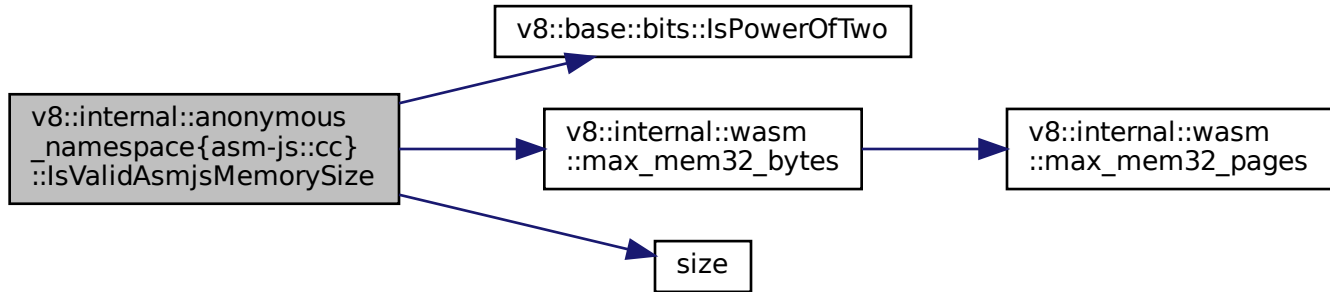 v8::base::bits::IsPowerOfTwo
v8::internal::anonymous
_namespace{asm-js::cc}
::IsValidAsmjsMemorySize
v8::internal::wasm
::max_mem32_bytes
v8::internal::wasm
::max_mem32_pages
size